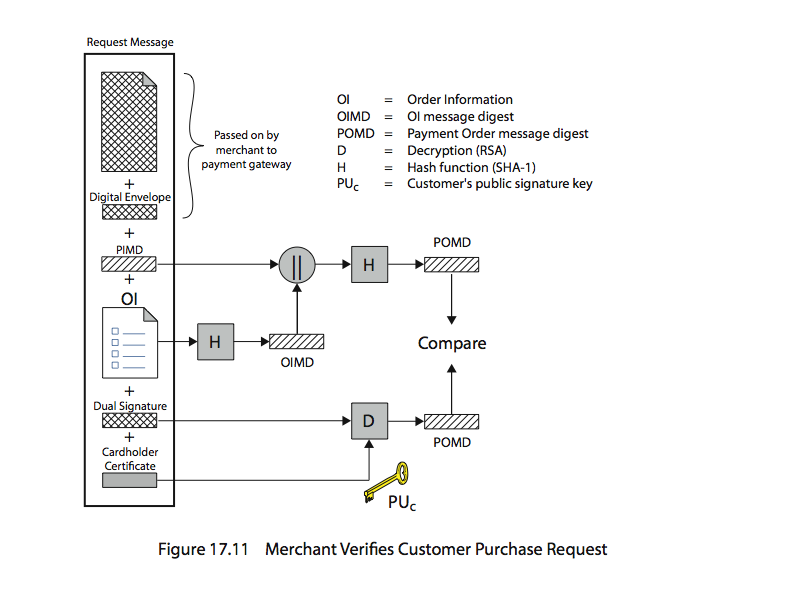 Request Message
Passed on by
merchant to
payment gateway
OI = Order Information
OIMD = OI message digest
POMD = Payment Order message digest
D = Decryption (RSA)
H = Hash function (SHA-1)
PUc = Customer's public signature key
+
Digital Envelope
+
PIMD
+
OI
||
H
POMD
H
OIMD
Compare
+
Dual Signature
+
Cardholder
Certificate
D
POMD
PUc
Figure 17.11 Merchant Verifies Customer Purchase Request